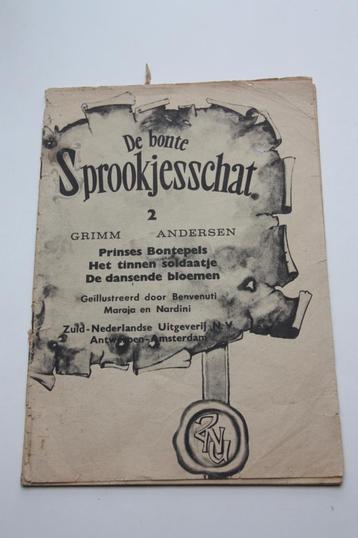 De bonte
Sprookjesschat
2
GRIMM ANDERSEN
Prinses Bontepels
Het tinnen soldaatje
De dansende bloemen
Geïllustreerd door Benvenuti
Maraja en Nardini
Zuid-Nederlandse Uitgeverij N.V.
Antwerpen-Amsterdam
ZNU